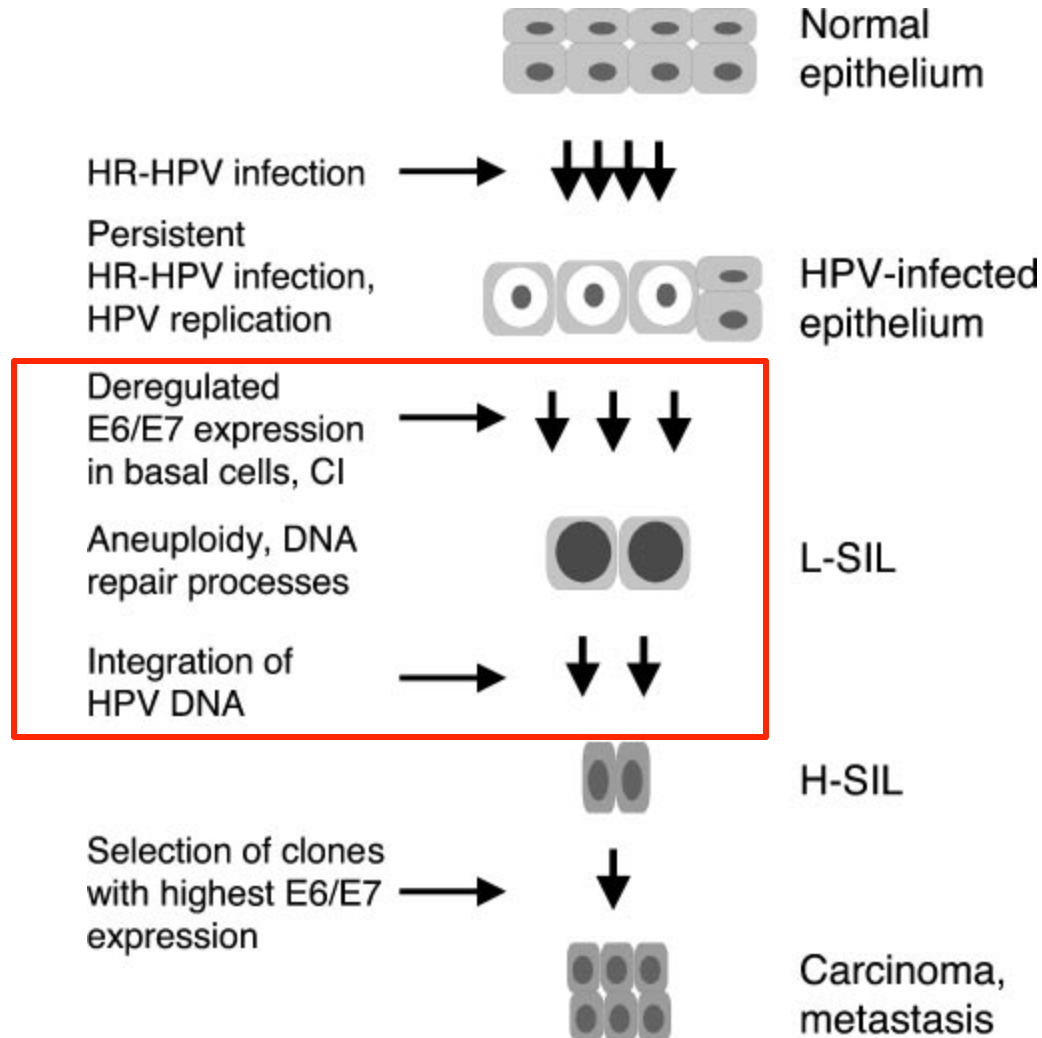 Normal
epithelium
HR-HPV infection
Persistent
HR-HPV infection,
HPV replication
HPV-infected
epithelium
Deregulated
E6/E7 expression
in basal cells, CI
Aneuploidy, DNA
repair processes
L-SIL
Integration of
HPV DNA
H-SIL
Selection of clones
with highest E6/E7
expression
Carcinoma,
metastasis